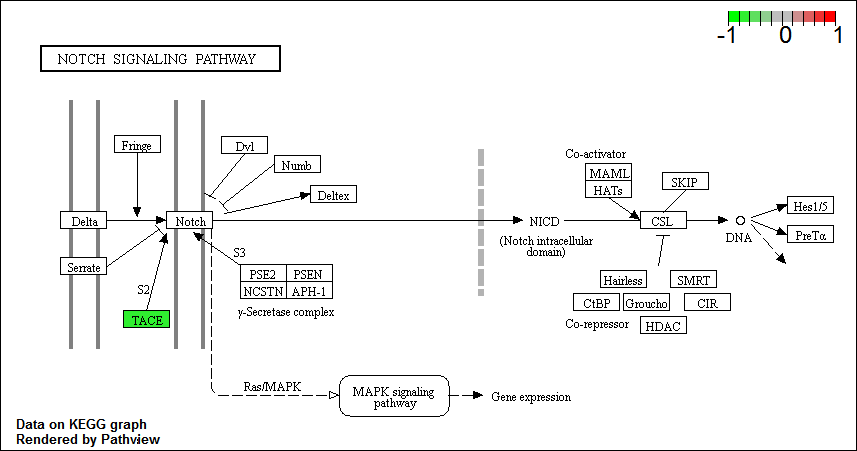 -1 0 1
NOTCH SIGNALING PATHWAY
Fringe
Dvl
Numb
Deltex
Co-activator
MAML
HATs
SKIP
Delta
Notch
NICD
CSL
DNA
Hes1/5
PreTα
(Notch intracellular
domain)
Serrate
S3
S2
PSE2 PSEN
NCSTN APH-1
γ-Secretase complex
TACE
Hairless SMRT
CtBP Groucho CIR
Co-repressor HDAC
Ras/MAPK
MAPK signaling
pathway
Gene expression
Data on KEGG graph
Rendered by Pathview